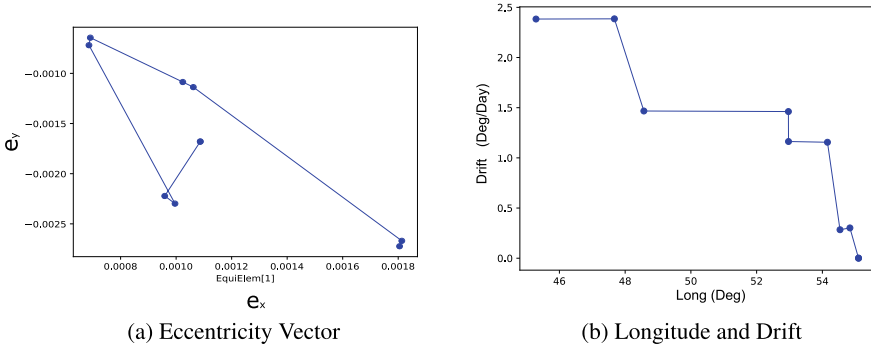 −0.0010
−0.0015
−0.0020
−0.0025
e_y
0.0008 0.0010 0.0012 0.0014 0.0016 0.0018
EquiElem[1]
e_x
(a) Eccentricity Vector
2.5
2.0
1.5
1.0
0.5
0.0
Drift (Deg/Day)
46 48 50 52 54
Long (Deg)
(b) Longitude and Drift